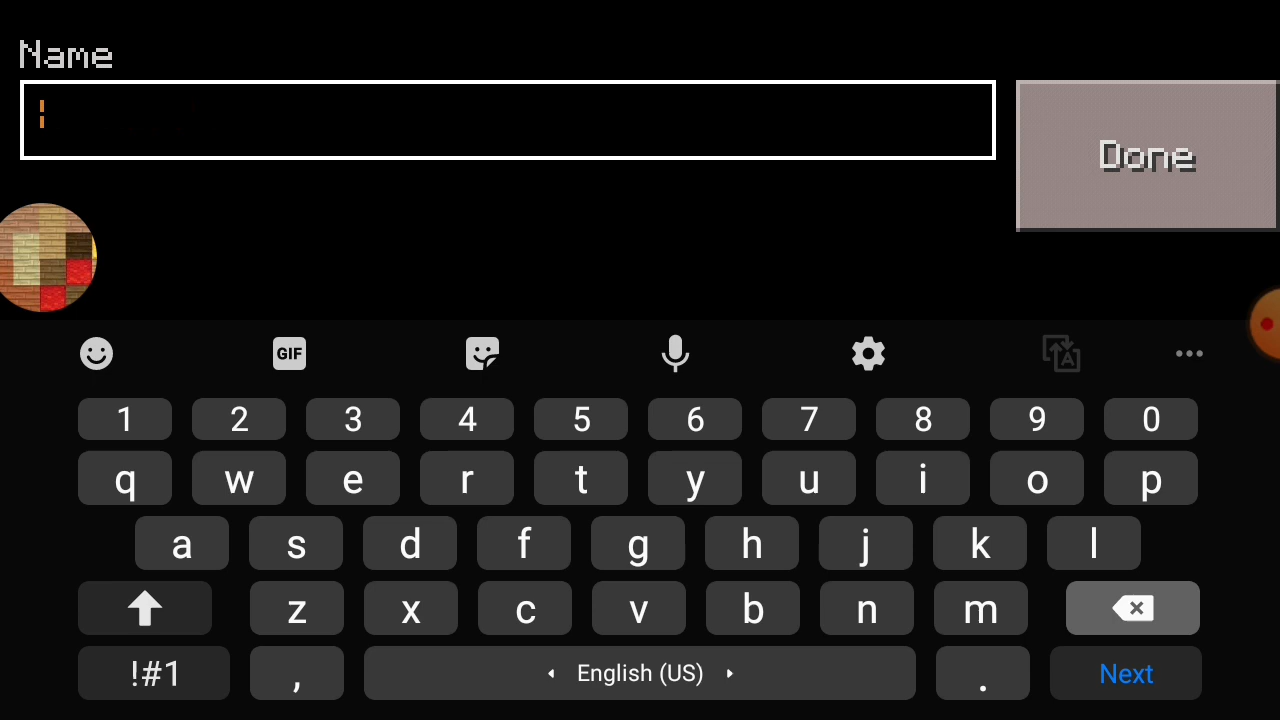 Name
Done
GIF
1 2 3 4 5 6 7 8 9 0
q w e r t y u i o p
a s d f g h j k l
z x c v b n m
!#1 , English (US) . Next